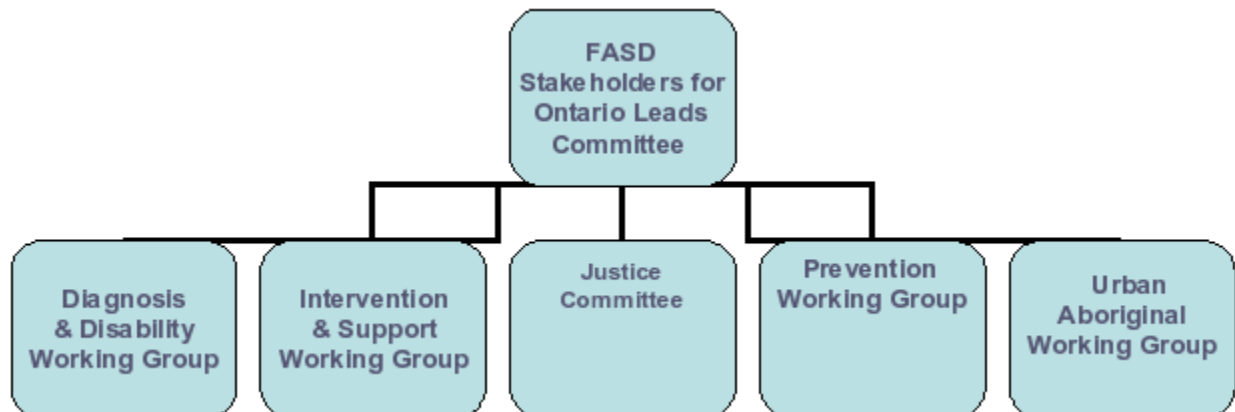 FASD
Stakeholders for
Ontario Leads
Committee
Diagnosis
& Disability
Working Group
Intervention
& Support
Working Group
Justice
Committee
Prevention
Working Group
Urban
Aboriginal
Working Group